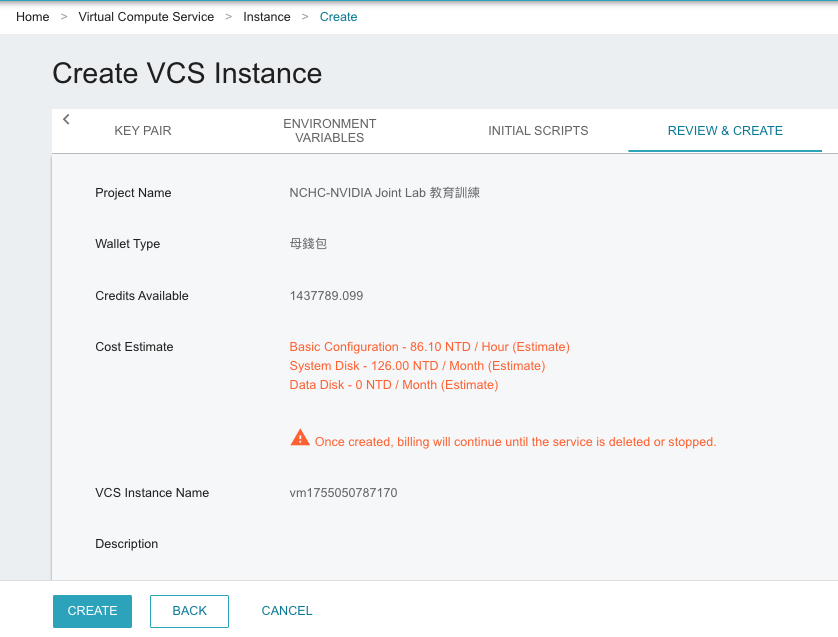 Home > Virtual Compute Service > Instance > Create
Create VCS Instance
KEY PAIR
ENVIRONMENT
VARIABLES
INITIAL SCRIPTS
REVIEW & CREATE
Project Name
NCHC-NVIDIA Joint Lab 教育訓練
Wallet Type
母錢包
Credits Available
1437789.099
Cost Estimate
Basic Configuration - 86.10 NTD / Hour (Estimate)
System Disk - 126.00 NTD / Month (Estimate)
Data Disk - 0 NTD / Month (Estimate)
Once created, billing will continue until the service is deleted or stopped.
VCS Instance Name
vm1755050787170
Description
CREATE
BACK
CANCEL